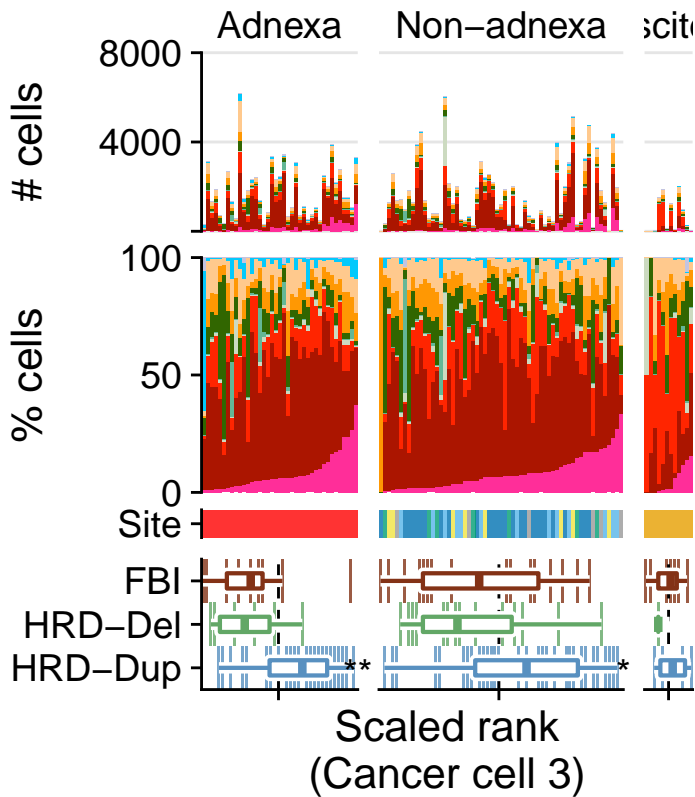 Adnexa Non−adnexa scite
8000
4000
# cells
100
50
0
% cells
Site
FBI
HRD−Del
HRD−Dup ** *
Scaled rank
(Cancer cell 3)